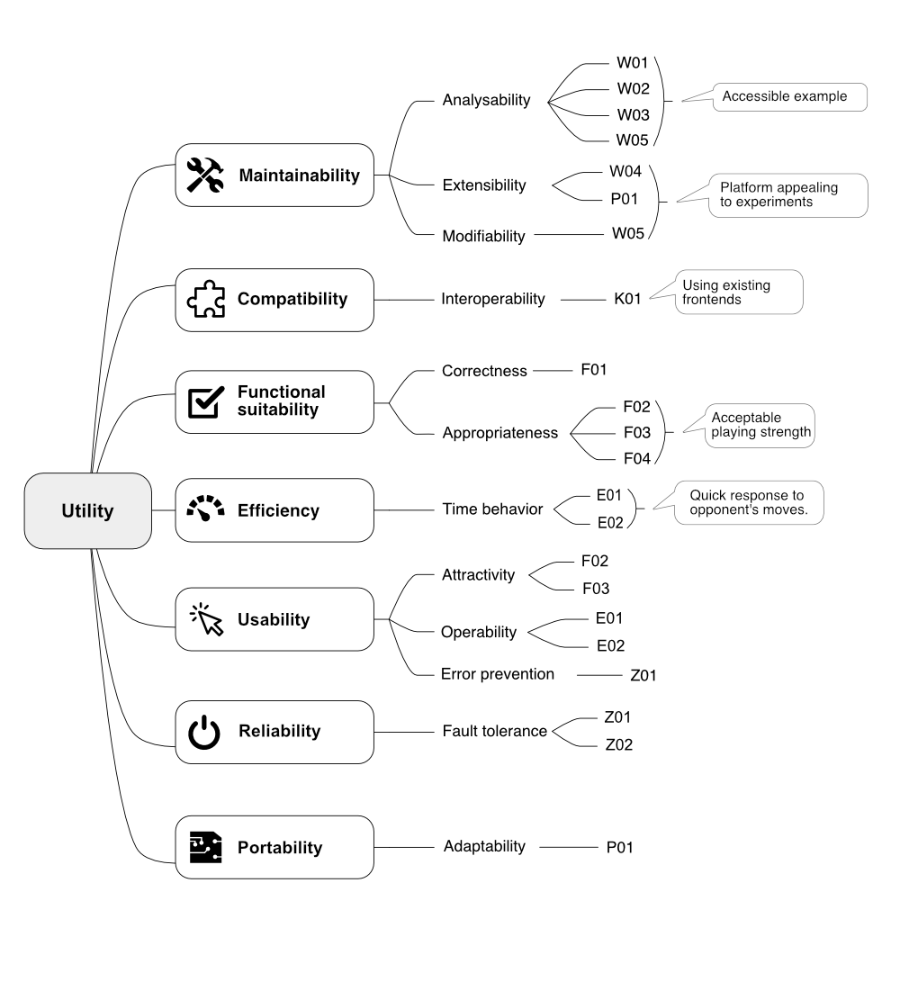 Utility
Maintainability
Analysability
W01
W02
W03
W05
Accessible example
Extensibility
W04
P01
Modifiability
W05
Platform appealing
to experiments
Compatibility
Interoperability
K01
Using existing
frontends
Functional
suitability
Correctness
F01
Appropriateness
F02
F03
F04
Acceptable
playing strength
Efficiency
Time behavior
E01
E02
Quick response to
opponent's moves.
Usability
Attractivity
F02
F03
Operability
E01
E02
Error prevention
Z01
Reliability
Fault tolerance
Z01
Z02
Portability
Adaptability
P01